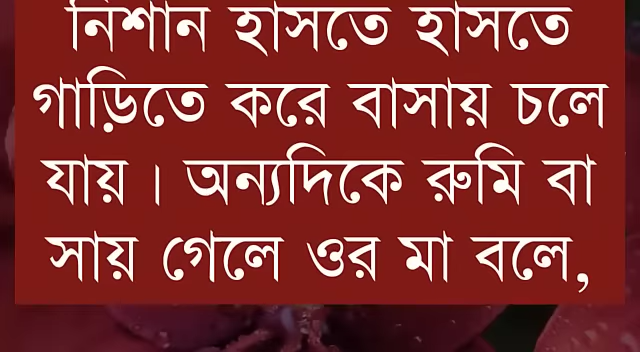 নিশান হাসতে হাসতে
গাড়িতে করে বাসায় চলে
যায় । অন্যদিকে রুমি বা
সায় গেলে ওর মা বলে,